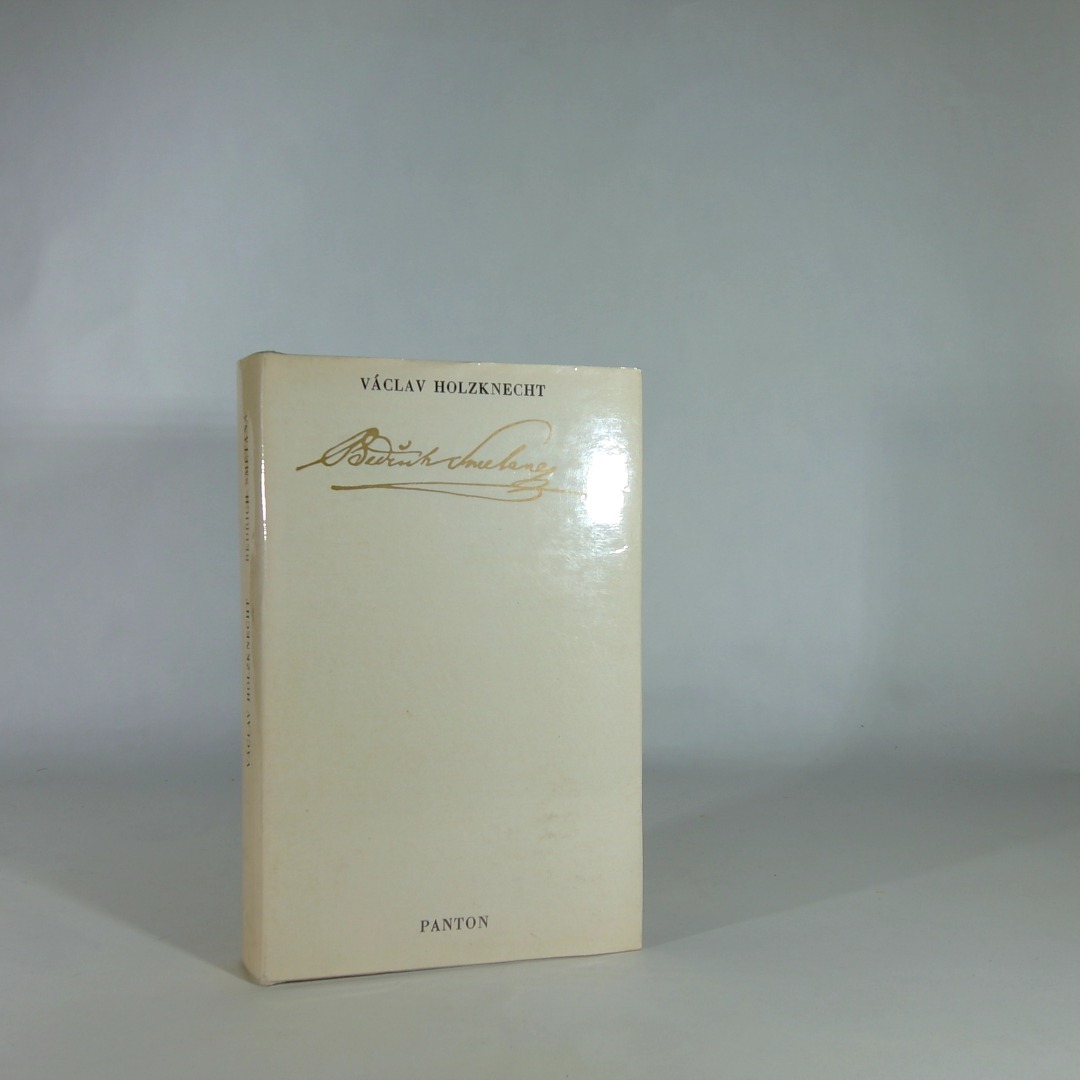 VÁCLAV HOLZKNECHT
Bedřich Smetana
PANTON
VÁCLAV HOLZKNECHT BEDŘICH SMETANA